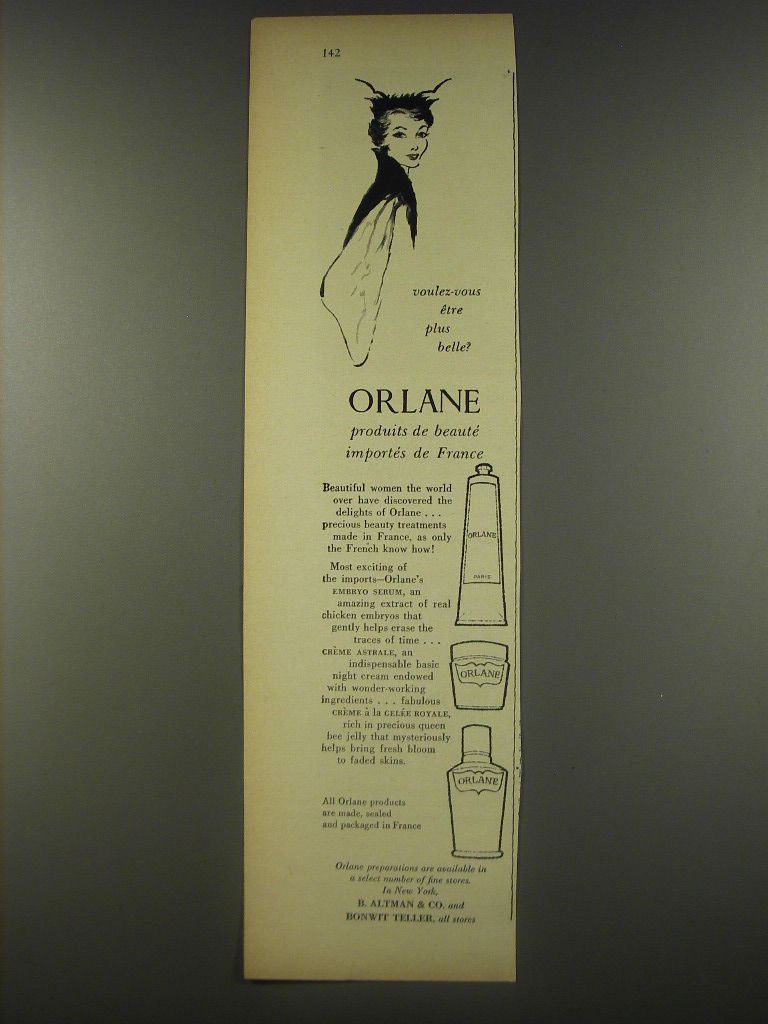 142
voulez-vous
être
plus
belle?
ORLANE
produits de beauté
importés de France
Beautiful women the world
over have discovered the
delights of Orlane . . .
precious beauty treatments
made in France, as only
the French know how!
Most exciting of
the imports—Orlane's
EMBRYO SERUM, an
amazing extract of real
chicken embryos that
gently helps erase the
traces of time . . .
CRÈME ASTRALE, an
indispensable basic
night cream endowed
with wonder-working
ingredients . . . fabulous
CRÈME à la GELÉE ROYALE,
rich in precious queen
bee jelly that mysteriously
helps bring fresh bloom
to faded skins.
ORLANE
PARIS
ORLANE
ORLANE
All Orlane products
are made, sealed
and packaged in France
Orlane preparations are available in
a select number of fine stores.
In New York,
B. ALTMAN & CO. and
BONWIT TELLER, all stores